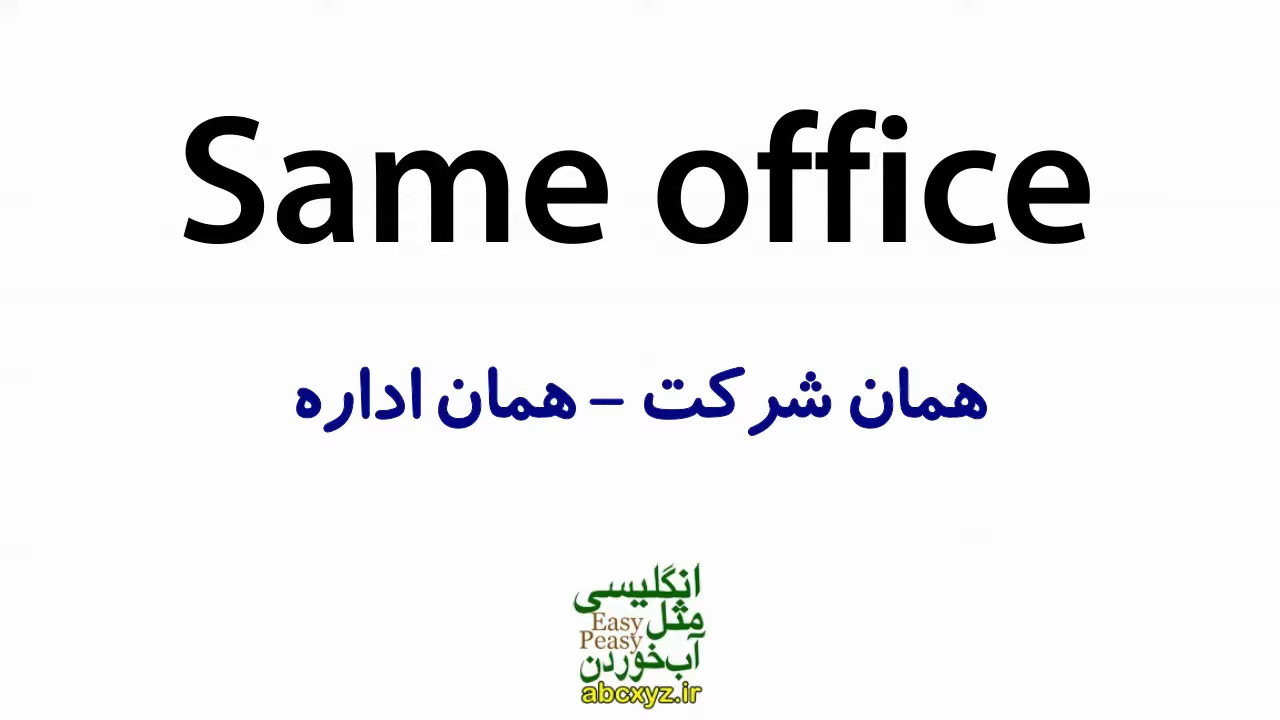 Same office
همان شرکت – همان اداره
انگلیسی
مثل
Easy
Peasy
آب‌خوردن
abcxyz.ir